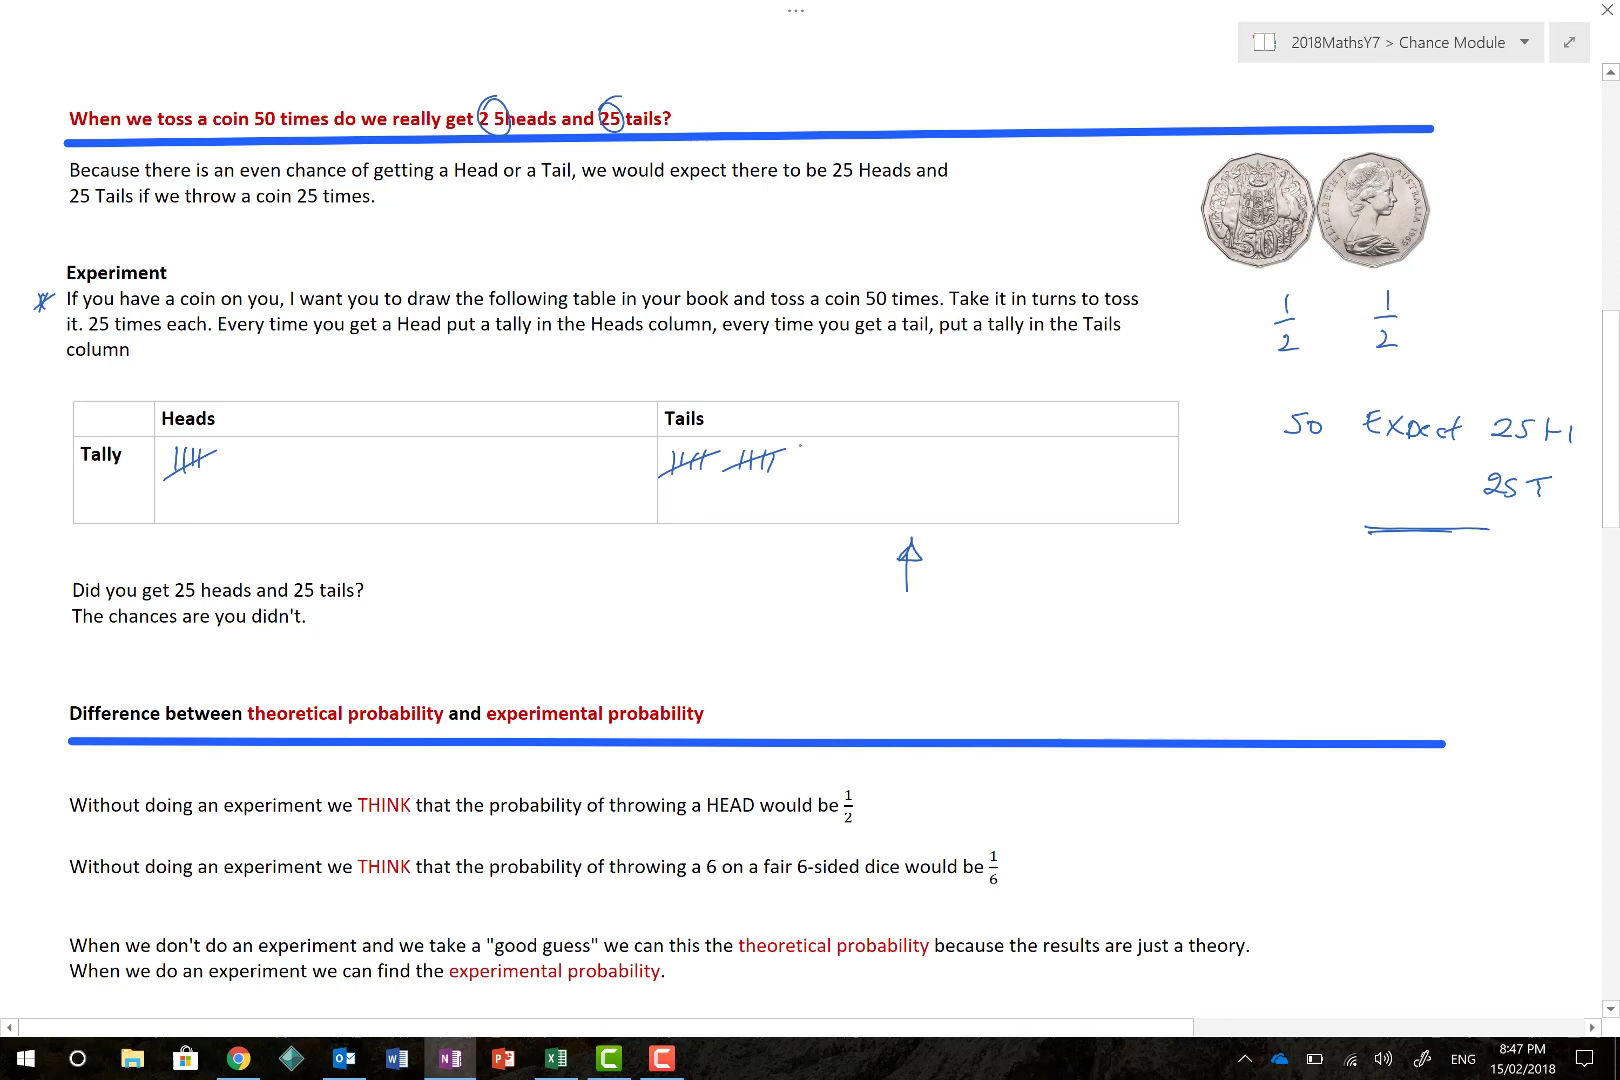 2018MathsY7 > Chance Module
When we toss a coin 50 times do we really get 2 5heads and 25 tails?
Because there is an even chance of getting a Head or a Tail, we would expect there to be 25 Heads and
25 Tails if we throw a coin 25 times.
50
ELIZABETH II AUSTRALIA 1969
Experiment
If you have a coin on you, I want you to draw the following table in your book and toss a coin 50 times. Take it in turns to toss
it. 25 times each. Every time you get a Head put a tally in the Heads column, every time you get a tail, put a tally in the Tails
column
1/2 1/2
Heads Tails
Tally
So Expect 25 H
25 T
Did you get 25 heads and 25 tails?
The chances are you didn't.
Difference between theoretical probability and experimental probability
Without doing an experiment we THINK that the probability of throwing a HEAD would be 1/2
Without doing an experiment we THINK that the probability of throwing a 6 on a fair 6-sided dice would be 1/6
When we don't do an experiment and we take a "good guess" we can this the theoretical probability because the results are just a theory.
When we do an experiment we can find the experimental probability.
ENG
8:47 PM
15/02/2018